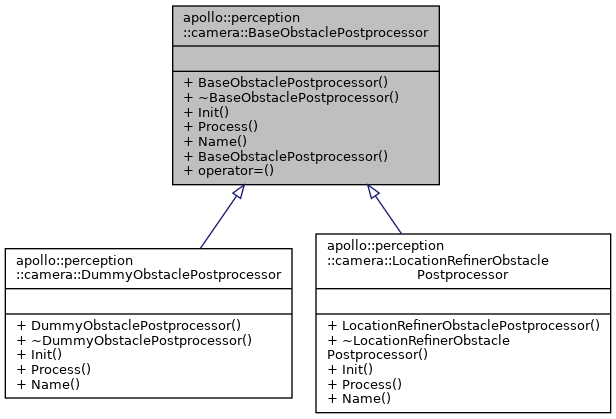 apollo::perception
::camera::BaseObstaclePostprocessor
+ BaseObstaclePostprocessor()
+ ~BaseObstaclePostprocessor()
+ Init()
+ Process()
+ Name()
+ BaseObstaclePostprocessor()
+ operator=()
apollo::perception
::camera::DummyObstaclePostprocessor
+ DummyObstaclePostprocessor()
+ ~DummyObstaclePostprocessor()
+ Init()
+ Process()
+ Name()
apollo::perception
::camera::LocationRefinerObstacle
Postprocessor
+ LocationRefinerObstaclePostprocessor()
+ ~LocationRefinerObstacle
Postprocessor()
+ Init()
+ Process()
+ Name()